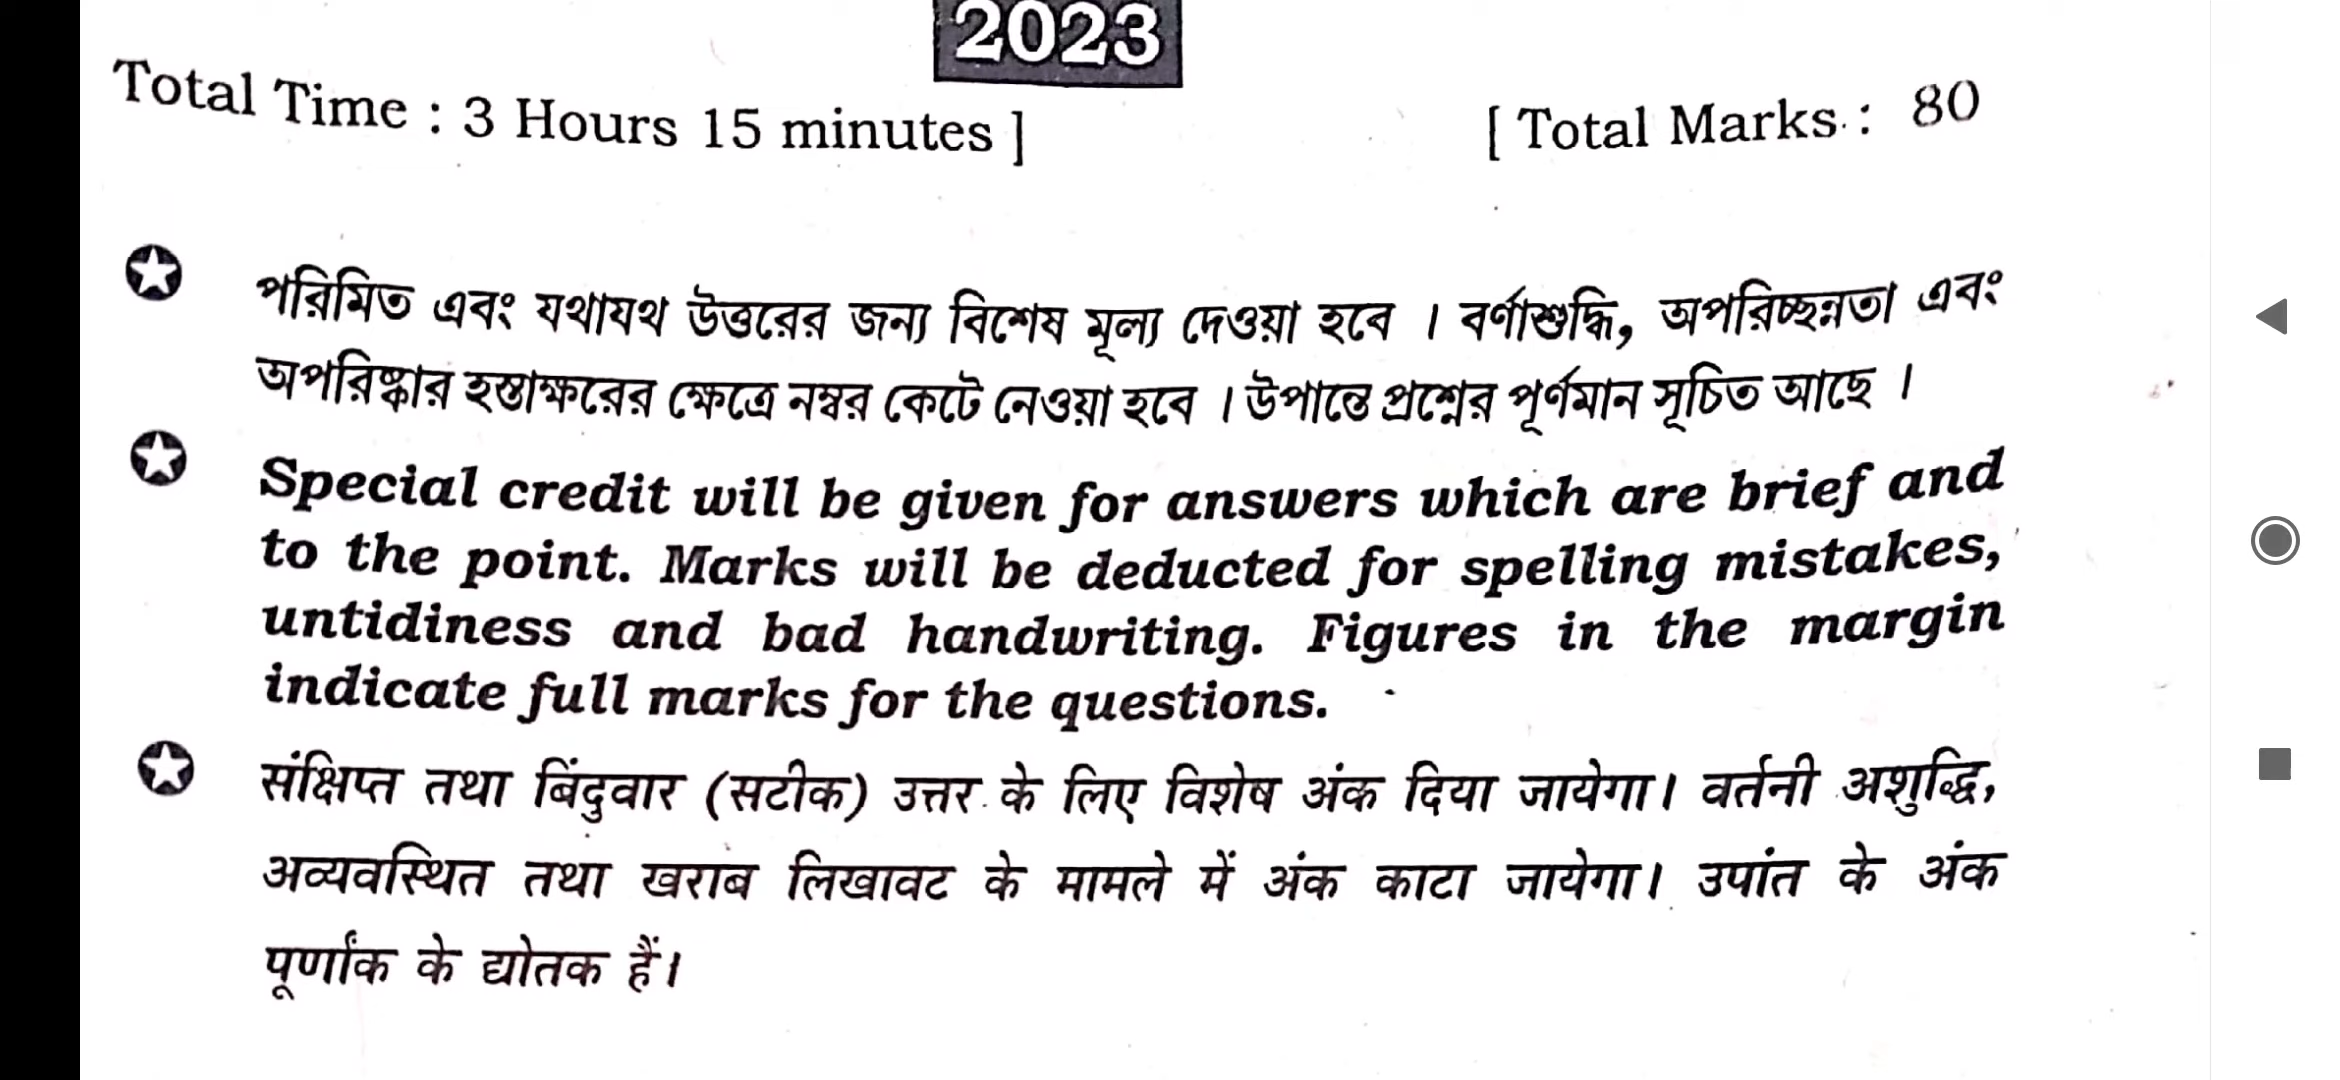 2023
Total Time : 3 Hours 15 minutes ]
[ Total Marks : 80
পরিমিত এবং যথাযথ উত্তরের জন্য বিশেষ মূল্য দেওয়া হবে । বর্ণাশুদ্ধি, অপরিচ্ছন্নতা এবং
অপরিষ্কার হস্তাক্ষরের ক্ষেত্রে নম্বর কেটে নেওয়া হবে । উপান্তে প্রশ্নের পূর্ণমান সূচিত আছে ।
Special credit will be given for answers which are brief and
to the point. Marks will be deducted for spelling mistakes,
untidiness and bad handwriting. Figures in the margin
indicate full marks for the questions.
संक्षिप्त तथा बिंदुवार (सटीक) उत्तर के लिए विशेष अंक दिया जायेगा। वर्तनी अशुद्धि,
अव्यवस्थित तथा खराब लिखावट के मामले में अंक काटा जायेगा। उपांत के अंक
पूर्णांक के द्योतक हैं।